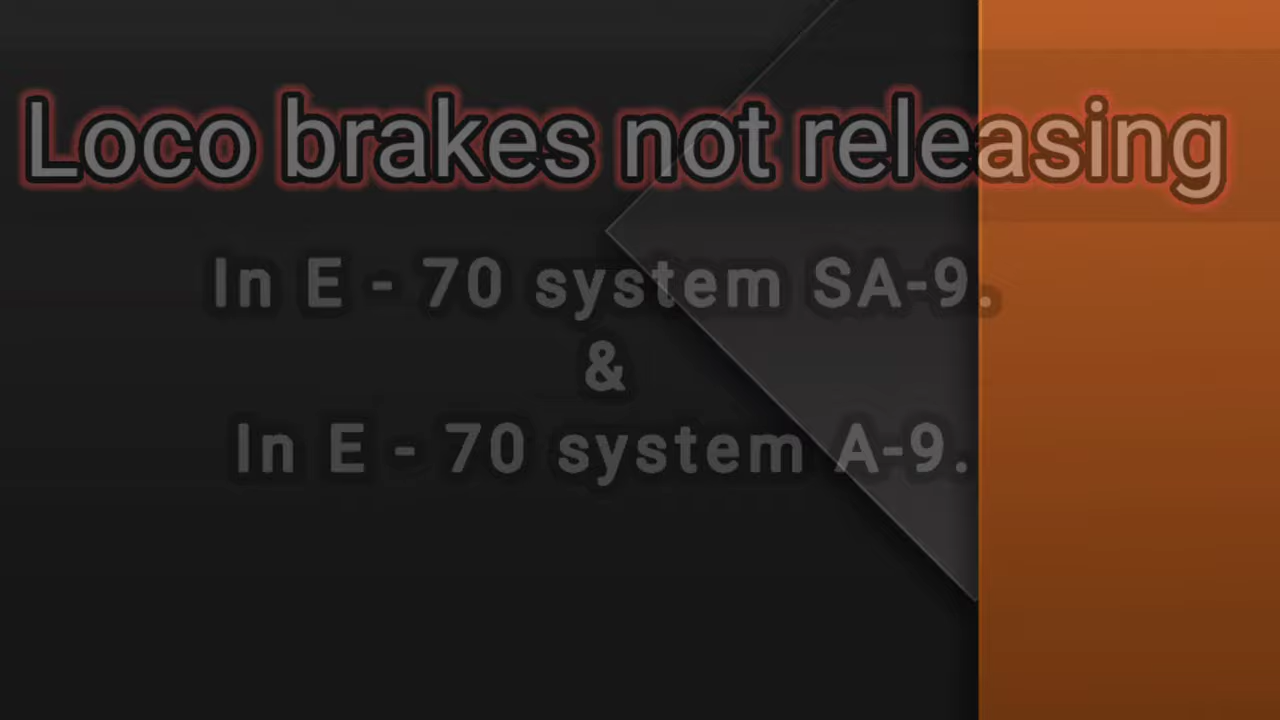 Loco brakes not releasing
In E - 70 system SA-9.
&
In E - 70 system A-9.